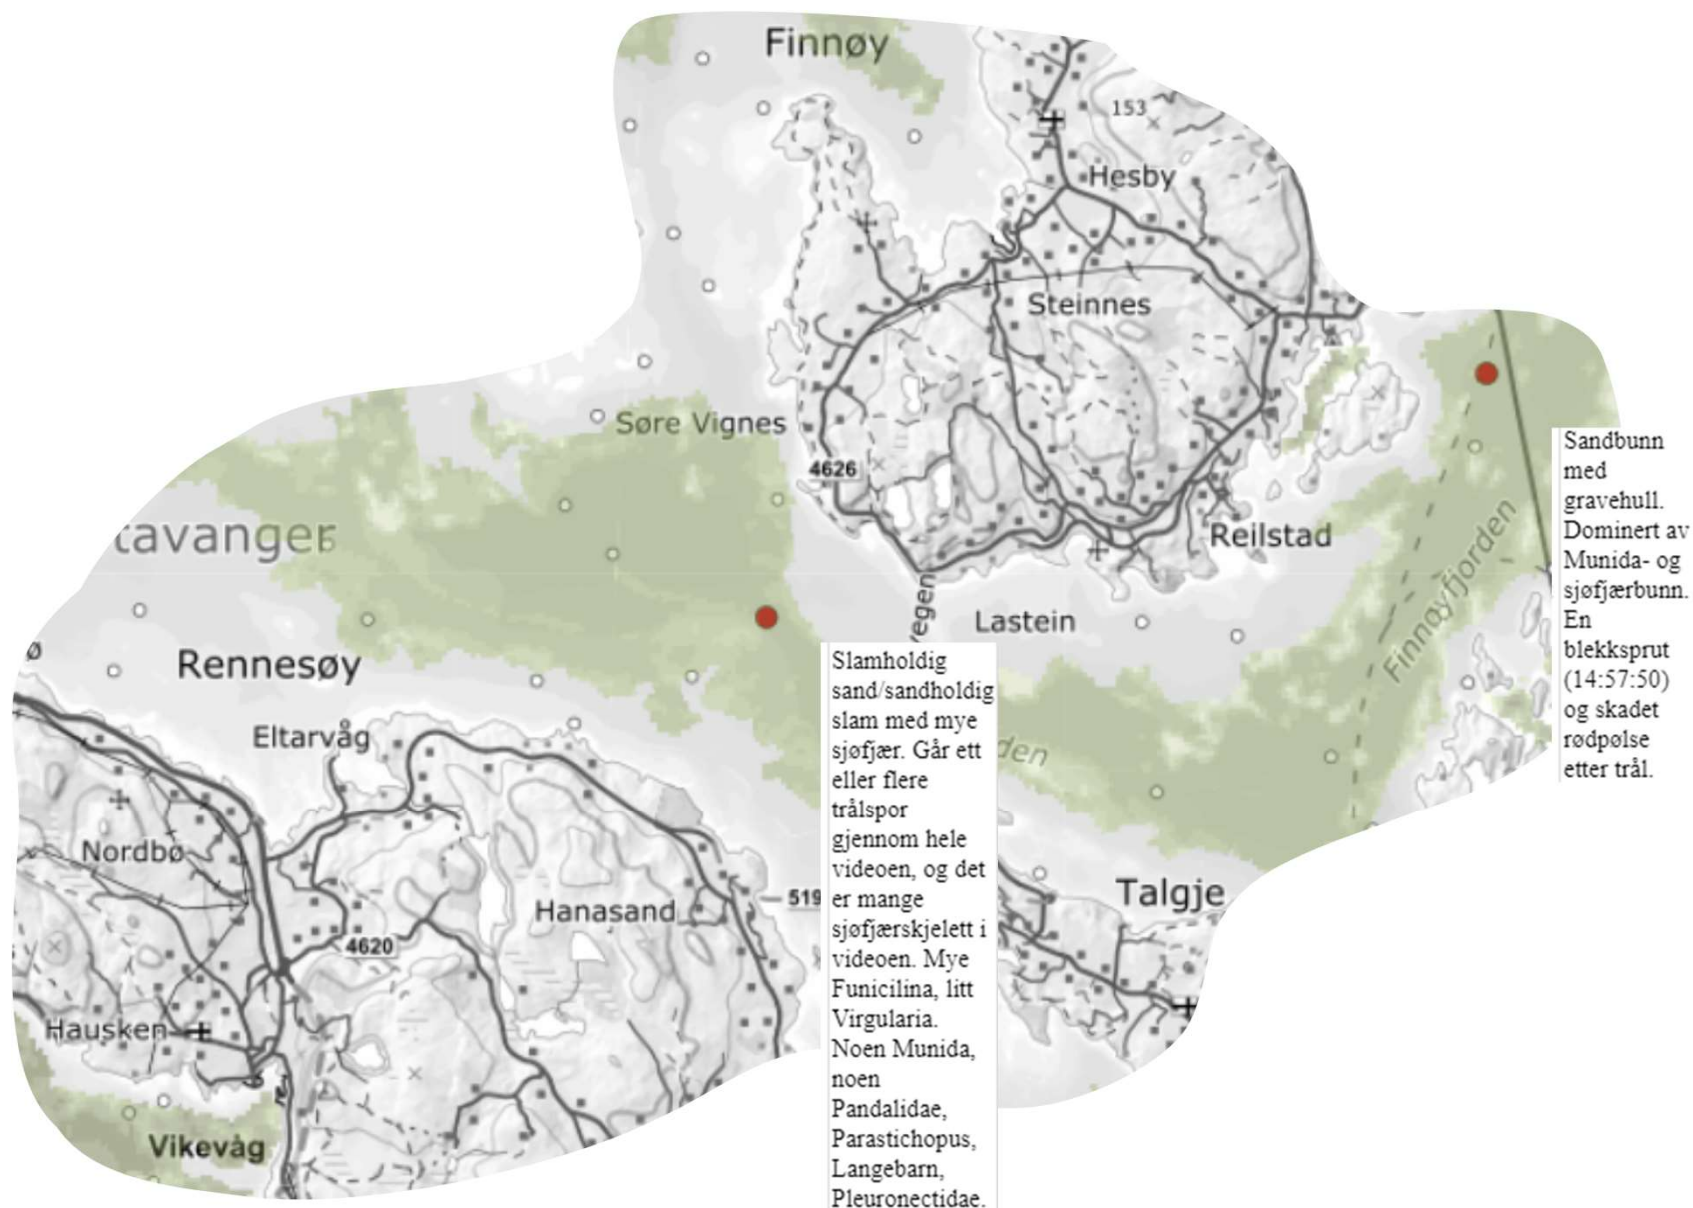 Finnøy
153
Hesby
Steinnes
Søre Vignes
4626
tavanger
Reilstad
Finnøyfjorden
Lastein
vegen
ø
Rennesøy
Eltarvåg
den
Nordbø
Hanasand
519
Talgje
4620
Hausken
Vikevåg
Sandbunn
med
gravehull.
Dominert av
Munida- og
sjøfjærbunn.
En
blekksprut
(14:57:50)
og skadet
rødpølse
etter trål.
Slamholdig
sand/sandholdig
slam med mye
sjøfjær. Går ett
eller flere
trålspor
gjennom hele
videoen, og det
er mange
sjøfjærskjelett i
videoen. Mye
Funicilina, litt
Virgularia.
Noen Munida,
noen
Pandalidae,
Parastichopus,
Langebarn,
Pleuronectidae.